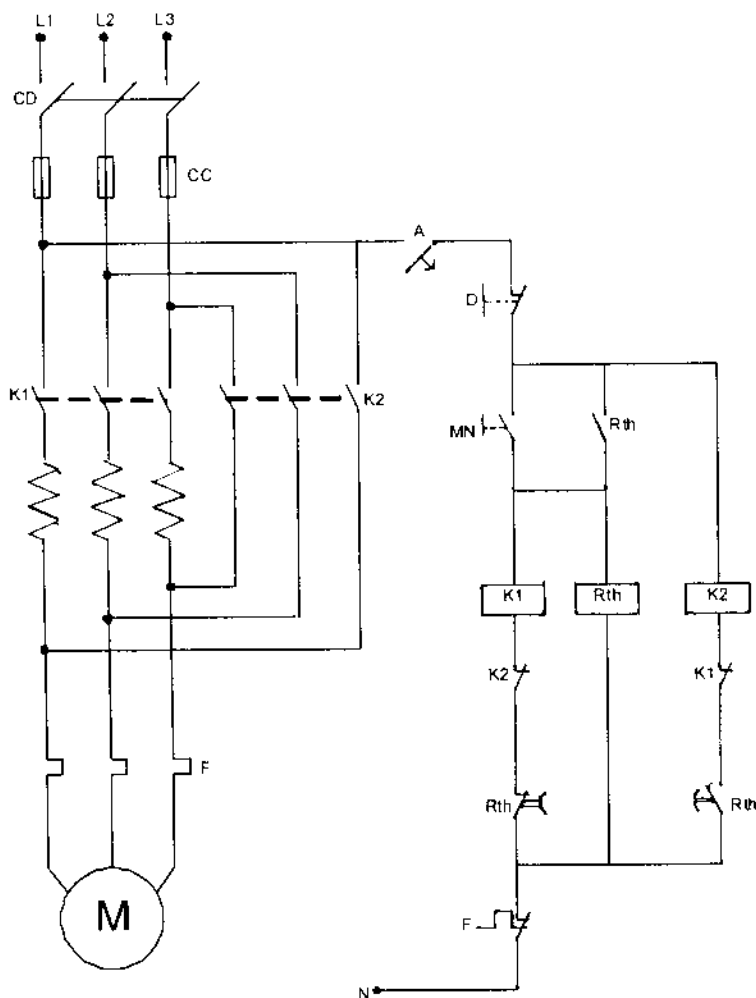 L1 L2 L3
CD
CC
A
D
K1 K2
MN Rth
K1 Rth K2
K2 K1
F
Rth Rth
M
F
N